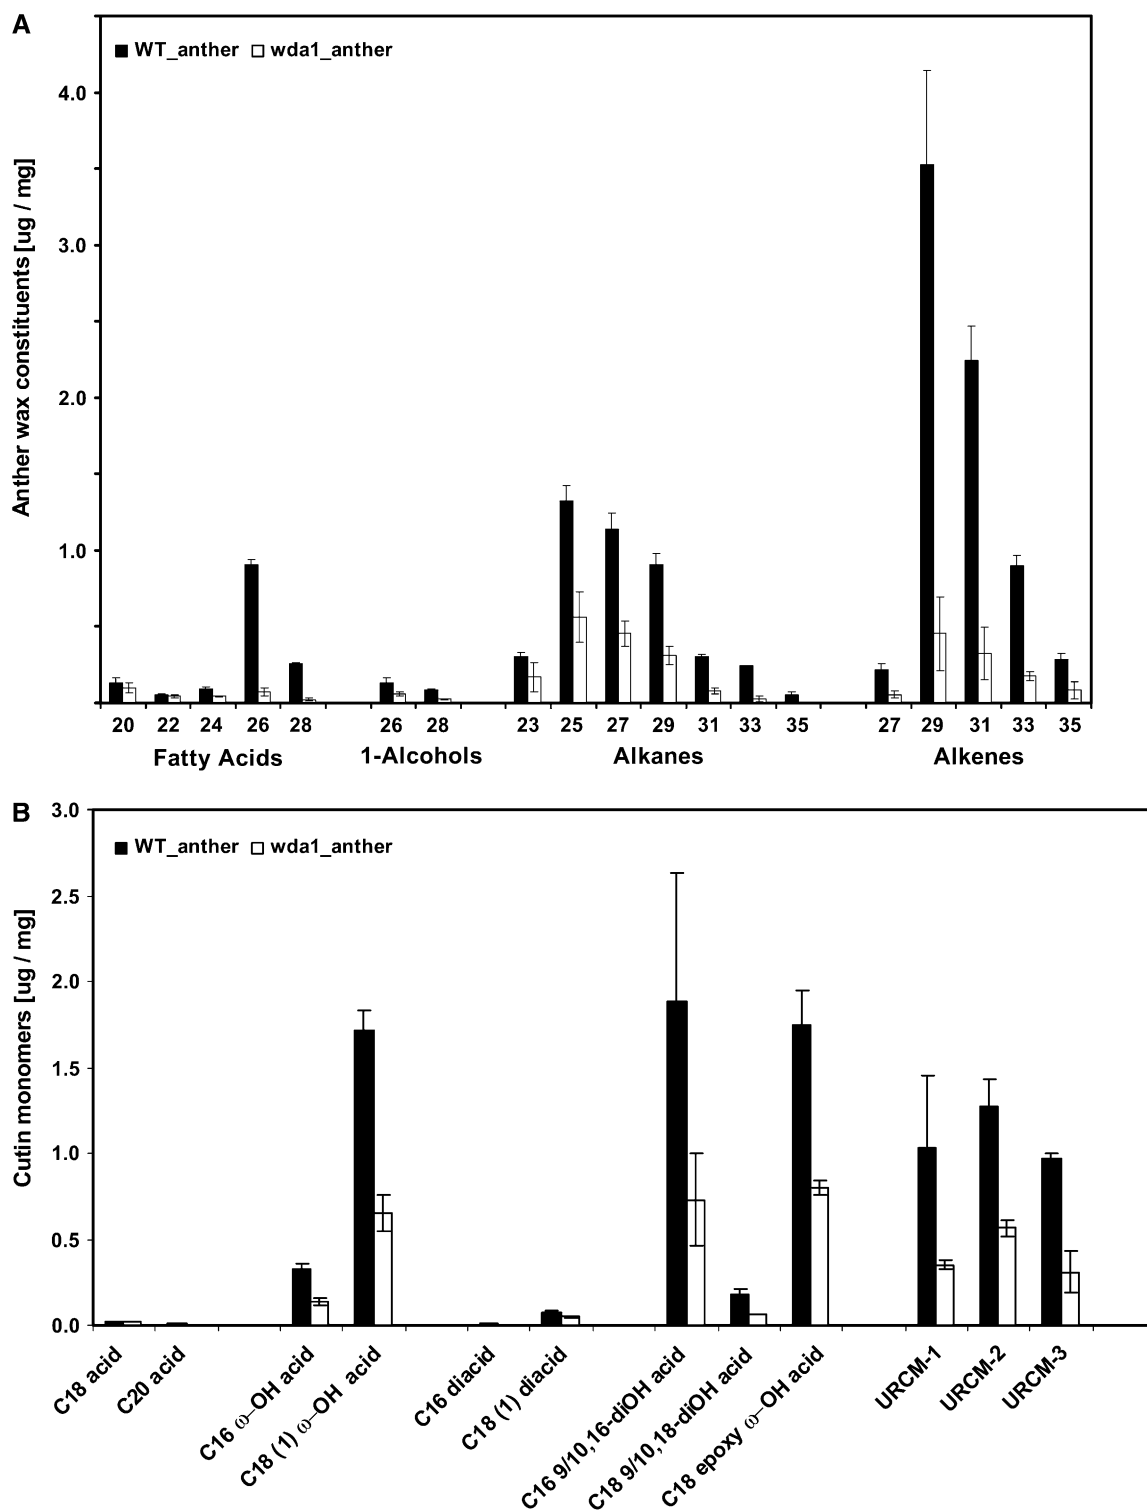 A
WT_anther wda1_anther
Anther wax constituents [ug / mg]
4.0
3.0
2.0
1.0
20 22 24 26 28 26 28 23 25 27 29 31 33 35 27 29 31 33 35
Fatty Acids 1-Alcohols Alkanes Alkenes
B
WT_anther wda1_anther
Cutin monomers [ug / mg]
3.0
2.5
2.0
1.5
1.0
0.5
0.0
C18 acid
C20 acid
C16 ω–OH acid
C18 (1) ω–OH acid
C16 diacid
C18 (1) diacid
C16 9/10,16-diOH acid
C18 9/10,18-diOH acid
C18 epoxy ω–OH acid
URCM-1
URCM-2
URCM-3